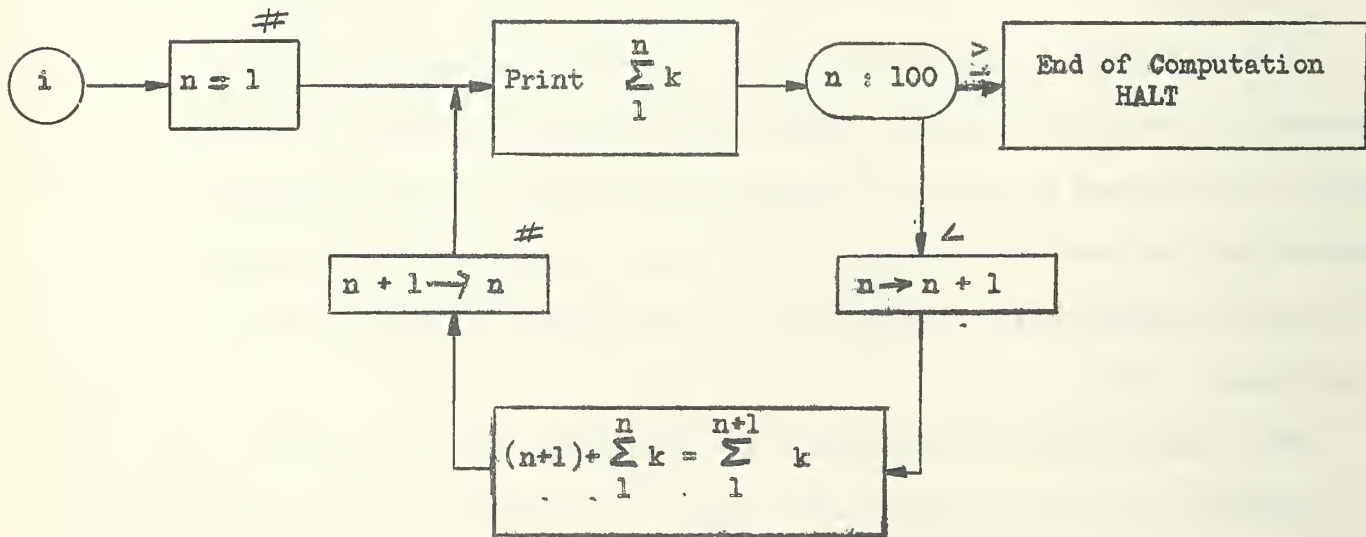 #
i
n = 1
n
Print Σ k
1
n : 100
≥
End of Computation
HALT
#
n + 1 → n
<
n → n + 1
n n+1
(n+1)+ Σ k = Σ k
1 1